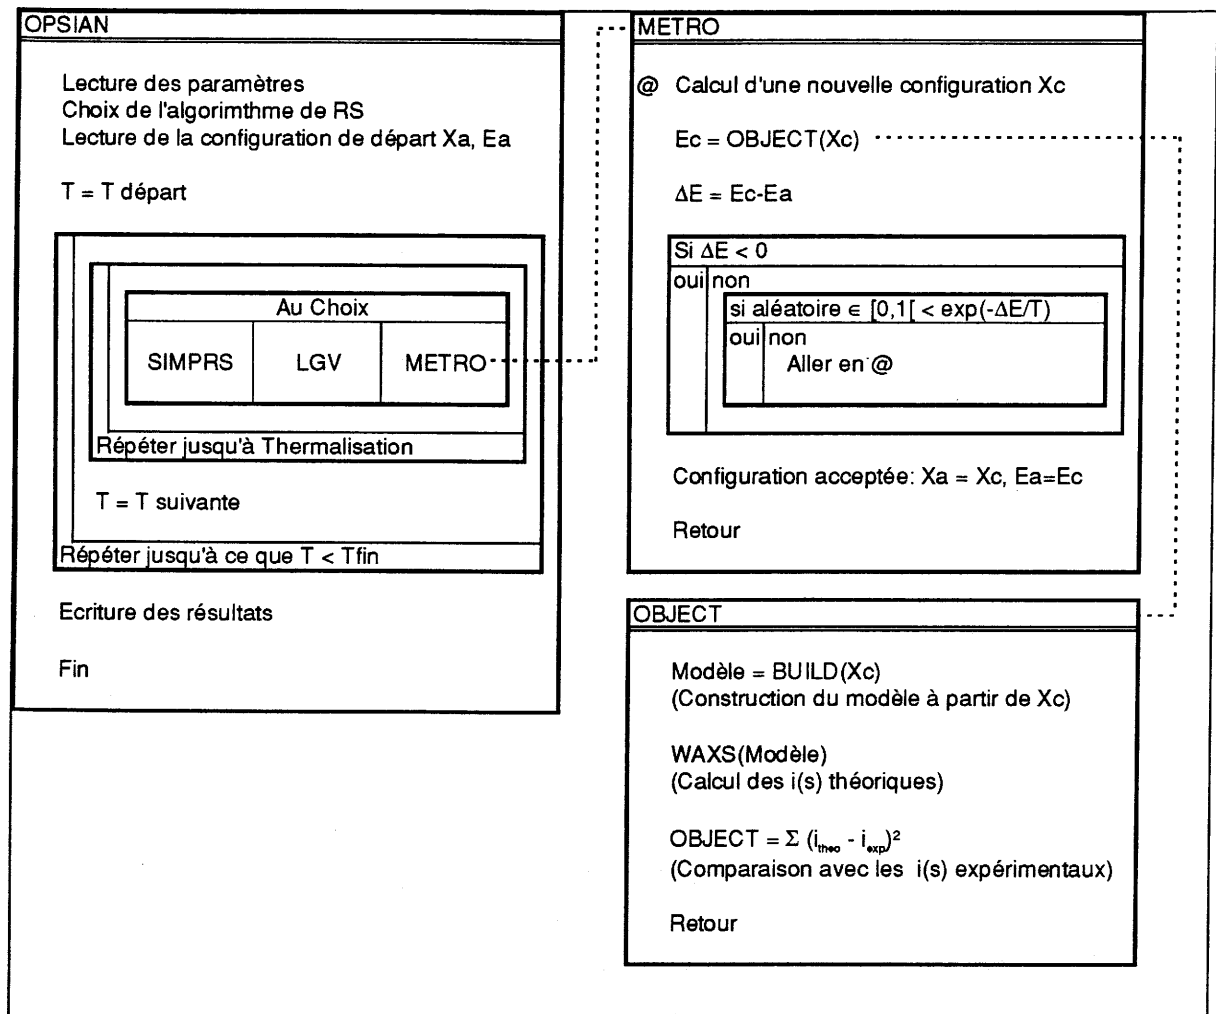 OPSIAN
Lecture des paramètres
Choix de l'algorimthme de RS
Lecture de la configuration de départ Xa, Ea
T = T départ
Au Choix
SIMPRS
LGV
METRO
Répéter jusqu'à Thermalisation
T = T suivante
Répéter jusqu'à ce que T < Tfin
Ecriture des résultats
Fin
METRO
@ Calcul d'une nouvelle configuration Xc
Ec = OBJECT(Xc)
ΔE = Ec-Ea
Si ΔE < 0
oui non
si aléatoire ∈ [0,1[ < exp(-ΔE/T)
oui non
Aller en @
Configuration acceptée: Xa = Xc, Ea=Ec
Retour
OBJECT
Modèle = BUILD(Xc)
(Construction du modèle à partir de Xc)
WAXS(Modèle)
(Calcul des i(s) théoriques)
OBJECT = Σ (i_theo - i_exp)²
(Comparaison avec les i(s) expérimentaux)
Retour